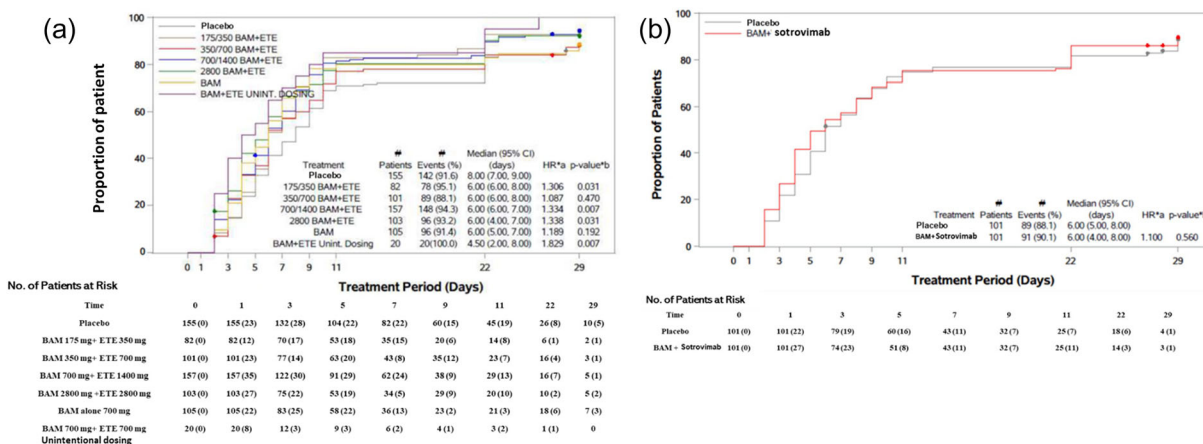 (a)
Proportion of patient
100
80
60
40
20
0
Placebo
175/350 BAM+ETE
350/700 BAM+ETE
700/1400 BAM+ETE
2800 BAM+ETE
BAM
BAM+ETE UNINT. DOSING
# # Median (95% CI)
Treatment Patients Events (%) (days) HR*a p-value*b
Placebo 155 142 (91.6) 8.00 (7.00, 9.00)
175/350 BAM+ETE 82 78 (95.1) 6.00 (6.00, 8.00) 1.306 0.031
350/700 BAM+ETE 101 89 (88.1) 6.00 (6.00, 8.00) 1.087 0.470
700/1400 BAM+ETE 157 148 (94.3) 6.00 (6.00, 7.00) 1.334 0.007
2800 BAM+ETE 103 96 (93.2) 6.00 (4.00, 7.00) 1.338 0.031
BAM 105 96 (91.4) 6.00 (5.00, 7.00) 1.189 0.192
BAM+ETE Unint. Dosing 20 20(100.0) 4.50 (2.00, 8.00) 1.829 0.007
0 1 3 5 7 9 11 22 29
Treatment Period (Days)
No. of Patients at Risk
Time 0 1 3 5 7 9 11 22 29
Placebo 155 (0) 155 (23) 132 (28) 104 (22) 82 (22) 60 (15) 45 (19) 26 (8) 10 (5)
BAM 175 mg+ ETE 350 mg 82 (0) 82 (12) 70 (17) 53 (18) 35 (15) 20 (6) 14 (8) 6 (1) 2 (1)
BAM 350 mg+ ETE 700 mg 101 (0) 101 (23) 77 (14) 63 (20) 43 (8) 35 (12) 23 (7) 16 (4) 3 (1)
BAM 700 mg+ ETE 1400 mg 157 (0) 157 (35) 122 (30) 91 (29) 62 (24) 38 (9) 29 (13) 16 (7) 5 (1)
BAM 2800 mg +ETE 2800 mg 103 (0) 103 (27) 75 (22) 53 (19) 34 (5) 29 (9) 20 (10) 10 (2) 5 (2)
BAM alone 700 mg 105 (0) 105 (22) 83 (25) 58 (22) 36 (13) 23 (2) 21 (3) 18 (6) 7 (3)
BAM 700 mg+ ETE 700 mg 20 (0) 20 (8) 12 (3) 9 (3) 6 (2) 4 (1) 3 (2) 1 (1) 0
Unintentional dosing
(b)
Proportion of Patients
100
80
60
40
20
0
Placebo
BAM+ sotrovimab
# # Median (95% CI)
Treatment Patients Events (%) (days) HR*a p-value*b
Placebo 101 89 (88.1) 6.00 (5.00, 8.00)
BAM+Sotrovimab 101 91 (90.1) 6.00 (4.00, 8.00) 1.100 0.560
0 1 3 5 7 9 11 22 29
Treatment Period (Days)
No. of Patients at Risk
Time 0 1 3 5 7 9 11 22 29
Placebo 101 (0) 101 (22) 79 (19) 60 (16) 43 (11) 32 (7) 25 (7) 18 (6) 4 (1)
BAM + Sotrovimab 101 (0) 101 (27) 74 (23) 51 (8) 43 (11) 32 (7) 25 (11) 14 (3) 3 (1)